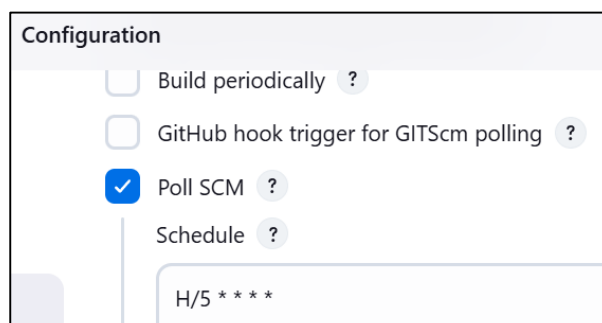 Configuration
Build periodically ?
GitHub hook trigger for GITScm polling ?
Poll SCM ?
Schedule ?
H/5 * * * *